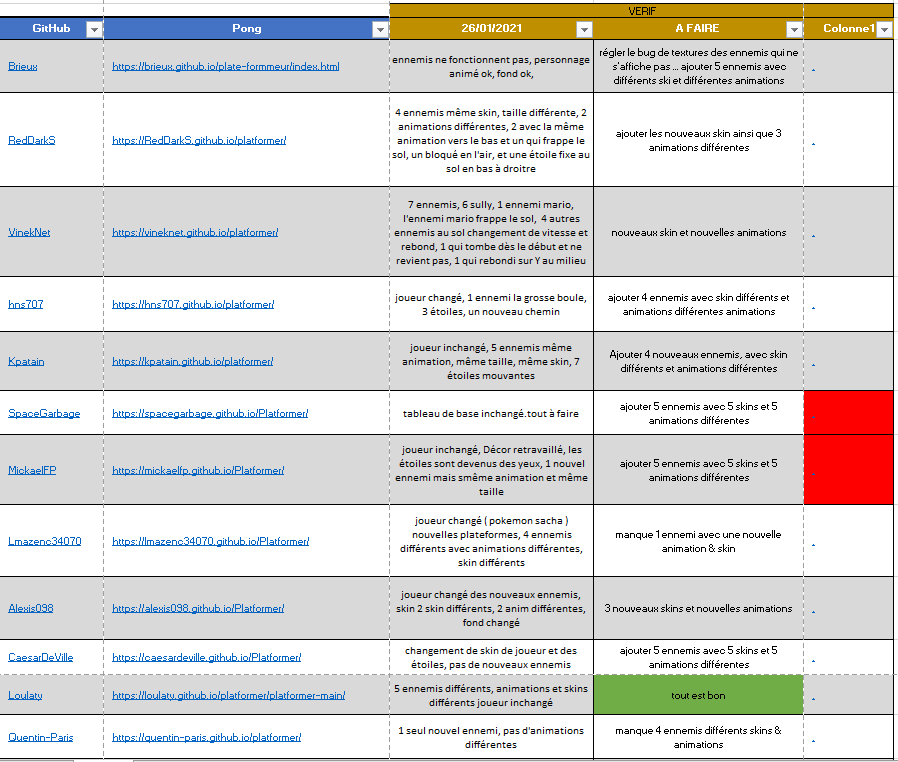 VERIF
GitHub Pong 26/01/2021 A FAIRE Colonne1
Brieux
https://brieux.github.io/plate-formmeur/index.html
ennemis ne fonctionnent pas, personnage
animé ok, fond ok,
régler le bug de textures des ennemis qui ne
s'affiche pas ... ajouter 5 ennemis avec
différents ski et différentes animations
RedDarkS
https://RedDarkS.github.io/platformer/
4 ennemis même skin, taille différente, 2
animations différentes, 2 avec la même
animation vers le bas et un qui frappe le
sol, un bloqué en l'air, et une étoile fixe au
sol en bas à droitre
ajouter les nouveaux skin ainsi que 3
animations différentes
VinekNet
https://vineknet.github.io/platformer/
7 ennemis, 6 sully, 1 ennemi mario,
l'ennemi mario frappe le sol, 4 autres
ennemis au sol changement de vitesse et
rebond, 1 qui tombe dès le début et ne
revient pas, 1 qui rebondi sur Y au milieu
nouveaux skin et nouvelles animations
hns707
https://hns707.github.io/platformer/
joueur changé, 1 ennemi la grosse boule,
3 étoiles, un nouveau chemin
ajouter 4 ennemis avec skin différents et
animations différentes animations
Kpatain
https://kpatain.github.io/platformer/
joueur inchangé, 5 ennemis même
animation, même taille, même skin, 7
étoiles mouvantes
Ajouter 4 nouveaux ennemis, avec skin
différents et animations différentes
SpaceGarbage
https://spacegarbage.github.io/Platformer/
tableau de base inchangé.tout à faire
ajouter 5 ennemis avec 5 skins et 5
animations différentes
MickaelFP
https://mickaelfp.github.io/Platformer/
joueur inchangé, Décor retravaillé, les
étoiles sont devenus des yeux, 1 nouvel
ennemi mais smême animation et même
taille
ajouter 5 ennemis avec 5 skins et 5
animations différentes
Lmazenc34070
https://lmazenc34070.github.io/Platformer/
joueur changé ( pokemon sacha )
nouvelles plateformes, 4 ennemis
différents avec animations différentes,
skin différents
manque 1 ennemi avec une nouvelle
animation & skin
Alexis098
https://alexis098.github.io/Platformer/
joueur changé des nouveaux ennemis,
skin 2 skin différents, 2 anim différentes,
fond changé
3 nouveaux skins et nouvelles animations
CaesarDeVille
https://caesardeville.github.io/Platformer/
changement de skin de joueur et des
étoiles, pas de nouveaux ennemis
ajouter 5 ennemis avec 5 skins et 5
animations différentes
Loulaty
https://loulaty.github.io/platformer/platformer-main/
5 ennemis différents, animations et skins
différents joueur inchangé
tout est bon
Quentin-Paris
https://quentin-paris.github.io/platformer/
1 seul nouvel ennemi, pas d'animations
différentes
manque 4 ennemis différents skins &
animations